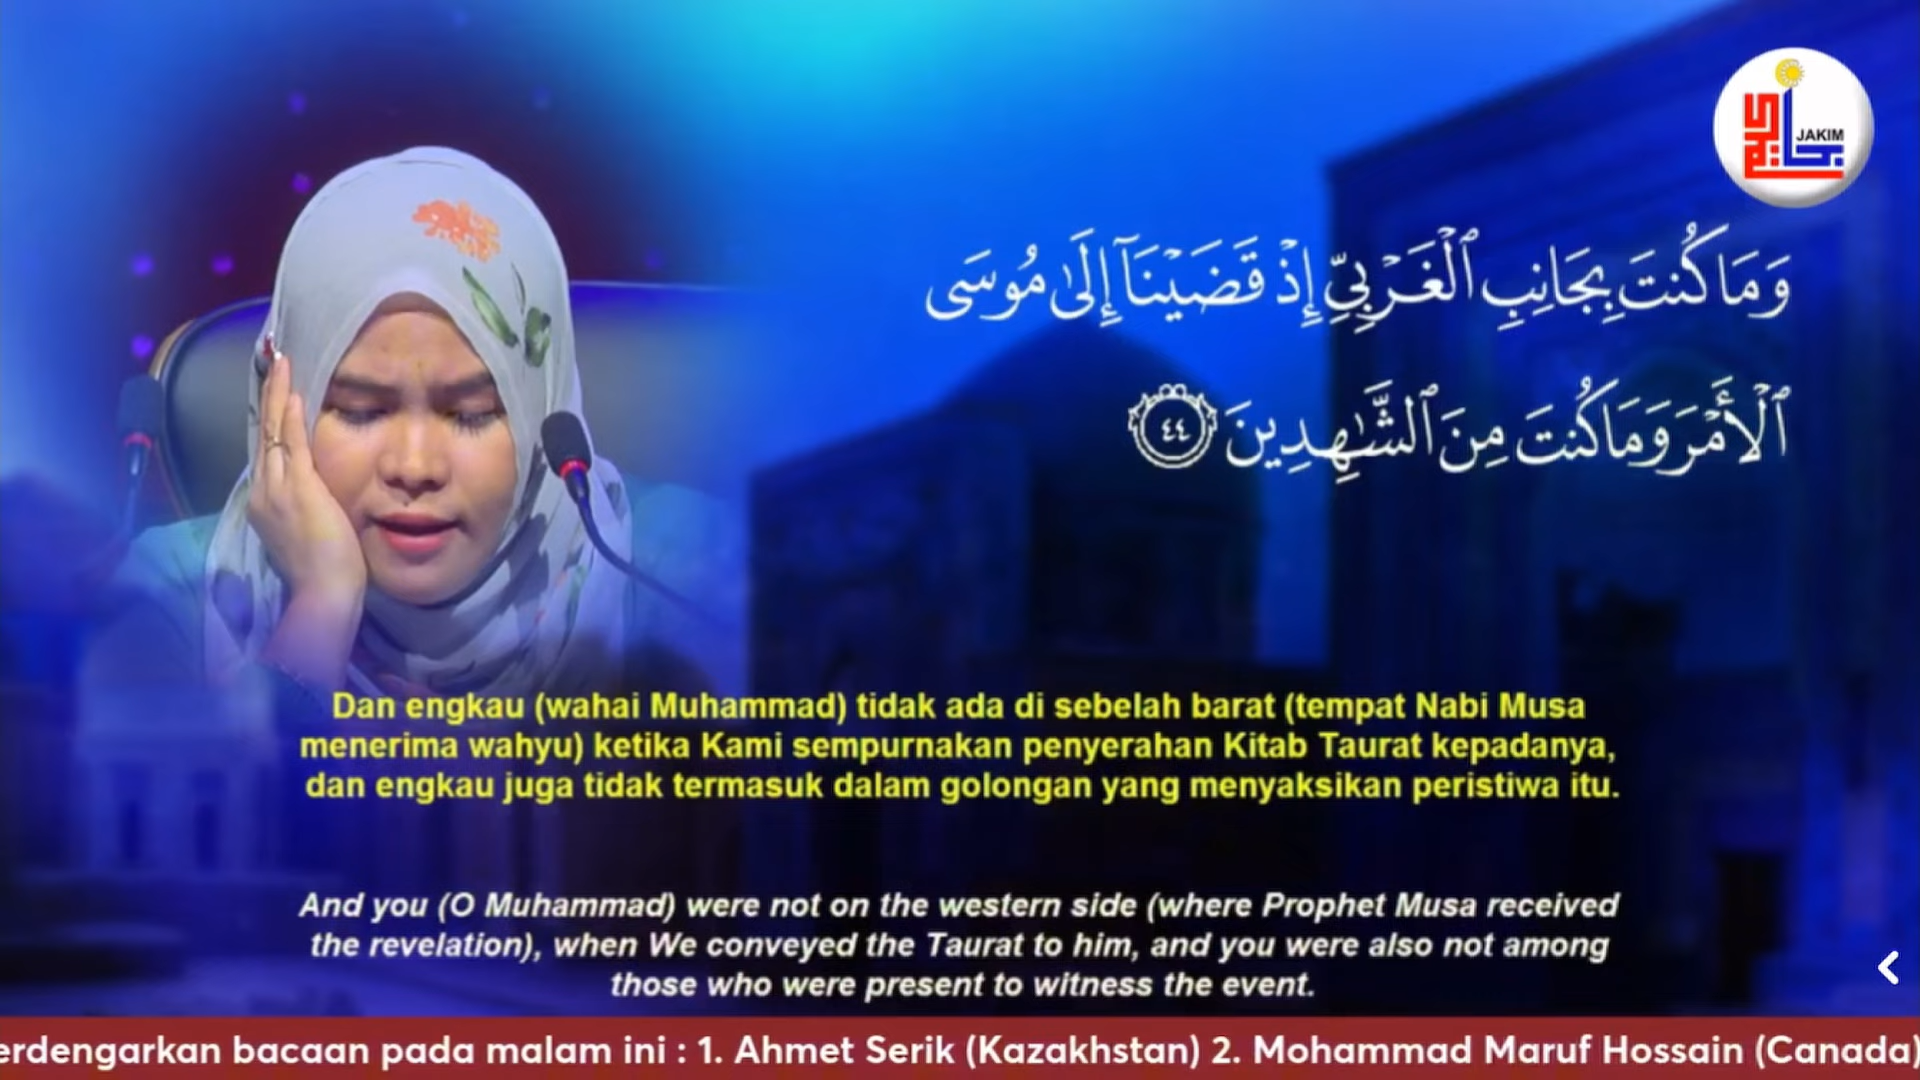 JAKIM
وَمَا كُنتَ بِجَانِبِ ٱلْغَرْبِىِّ إِذْ قَضَيْنَآ إِلَىٰ مُوسَى
ٱلْأَمْرَ وَمَا كُنتَ مِنَ ٱلشَّـٰهِدِينَ ٤٤
Dan engkau (wahai Muhammad) tidak ada di sebelah barat (tempat Nabi Musa
menerima wahyu) ketika Kami sempurnakan penyerahan Kitab Taurat kepadanya,
dan engkau juga tidak termasuk dalam golongan yang menyaksikan peristiwa itu.
And you (O Muhammad) were not on the western side (where Prophet Musa received
the revelation), when We conveyed the Taurat to him, and you were also not among
those who were present to witness the event.
erdengarkan bacaan pada malam ini : 1. Ahmet Serik (Kazakhstan) 2. Mohammad Maruf Hossain (Canada)